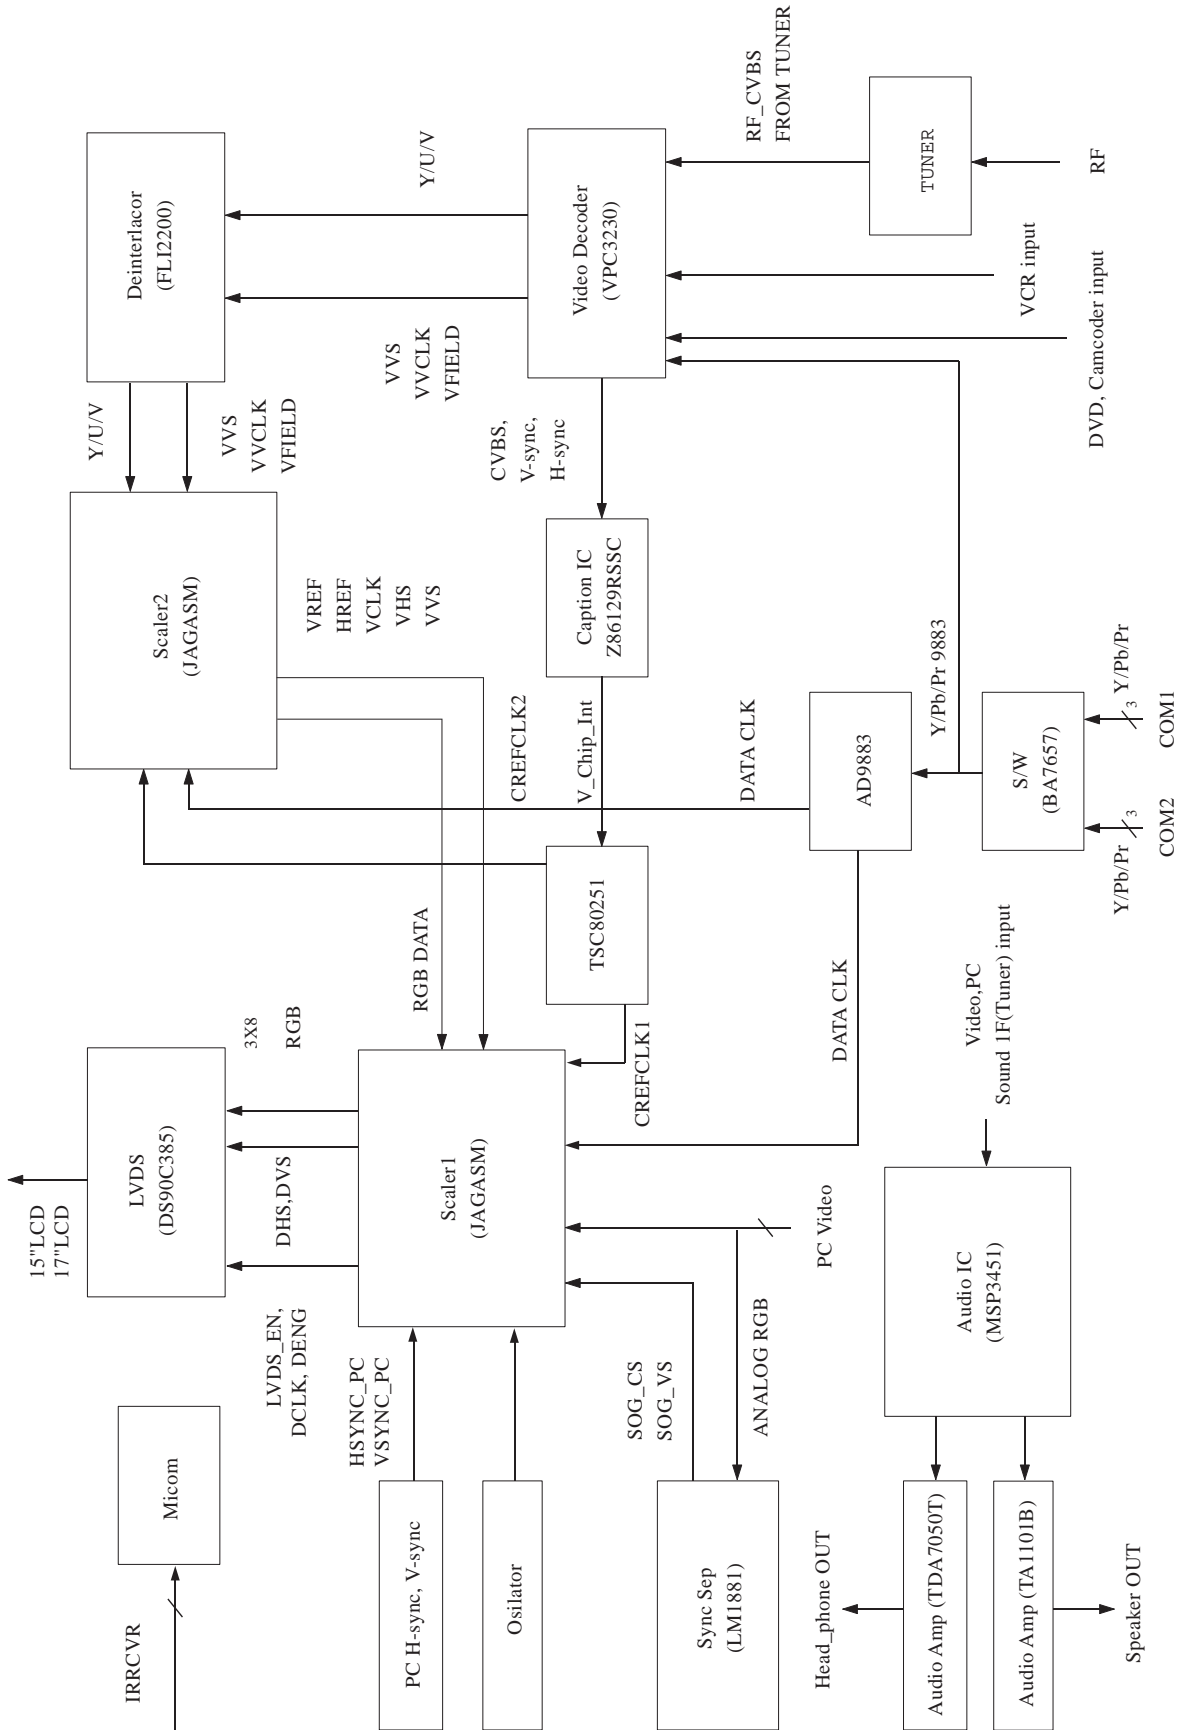 15"LCD
17"LCD
LVDS
(DS90C385)
3X8
RGB
DHS,DVS
LVDS_EN,
DCLK, DENG
Micom
IRRCVR
Deinterlacor
(FLI2200)
Y/U/V
VVS
VVCLK
VFIELD
Scaler2
(JAGASM)
VREF
HREF
VCLK
VHS
VVS
Y/U/V
VVS
VVCLK
VFIELD
Video Decoder
(VPC3230)
RF_CVBS
FROM TUNER
TUNER
RF
VCR input
DVD, Camcoder input
CVBS,
V-sync,
H-sync
Caption IC
Z86129RSSC
V_Chip_Int
CREFCLK2
TSC80251
CREFCLK1
RGB DATA
Scaler1
(JAGASM)
HSYNC_PC
VSYNC_PC
PC H-sync, V-sync
Osilator
Sync Sep
(LM1881)
SOG_CS
SOG_VS
ANALOG RGB
PC Video
DATA CLK
DATA CLK
AD9883
Y/Pb/Pr 9883
S/W
(BA7657)
Y/Pb/Pr
3
COM2
Y/Pb/Pr
3
COM1
Video,PC
Sound 1F(Tuner) input
Audio IC
(MSP3451)
Audio Amp (TDA7050T)
Head_phone OUT
Audio Amp (TA1101B)
Speaker OUT